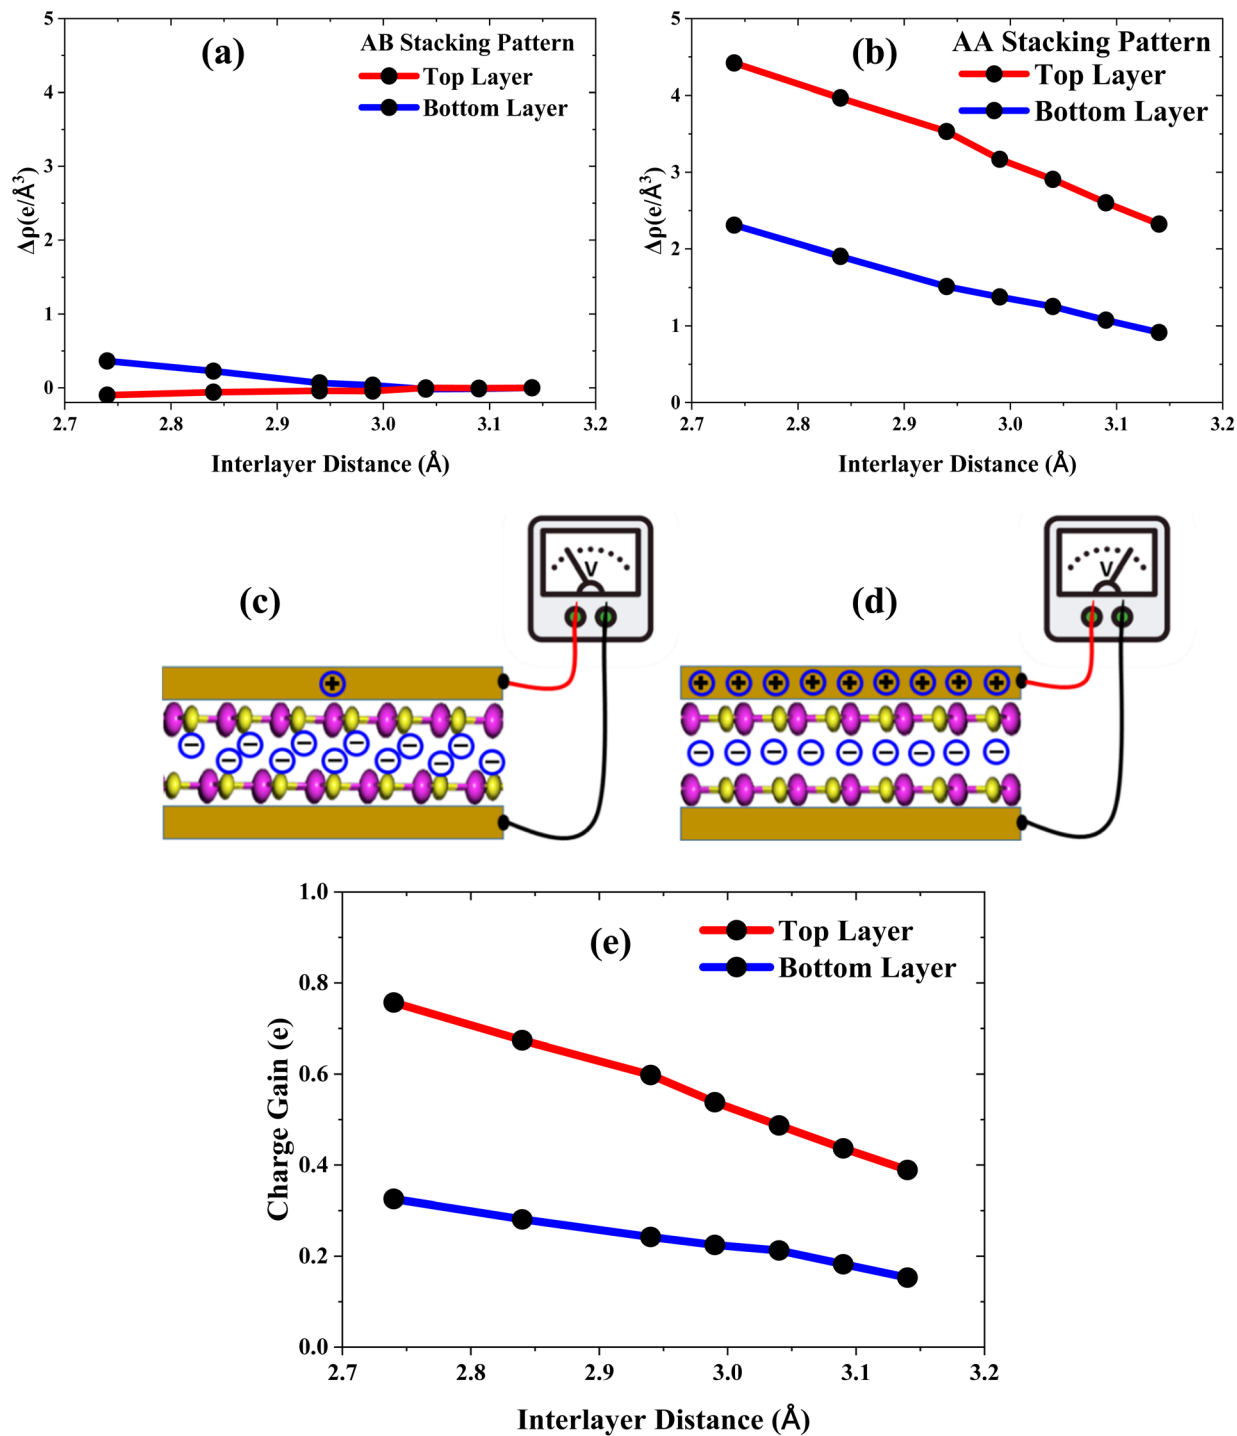 (a)
AB Stacking Pattern
Top Layer
Bottom Layer
Δρ(e/Å³)
5
4
3
2
1
0
2.7 2.8 2.9 3.0 3.1 3.2
Interlayer Distance (Å)
(b)
AA Stacking Pattern
Top Layer
Bottom Layer
Δρ(e/Å³)
5
4
3
2
1
0
2.7 2.8 2.9 3.0 3.1 3.2
Interlayer Distance (Å)
(c)
V
+
− − − − − −
− − − − − −
(d)
V
+ + + + + + + + +
− − − − − − − − −
(e)
Top Layer
Bottom Layer
Charge Gain (e)
1.0
0.8
0.6
0.4
0.2
0.0
2.7 2.8 2.9 3.0 3.1 3.2
Interlayer Distance (Å)